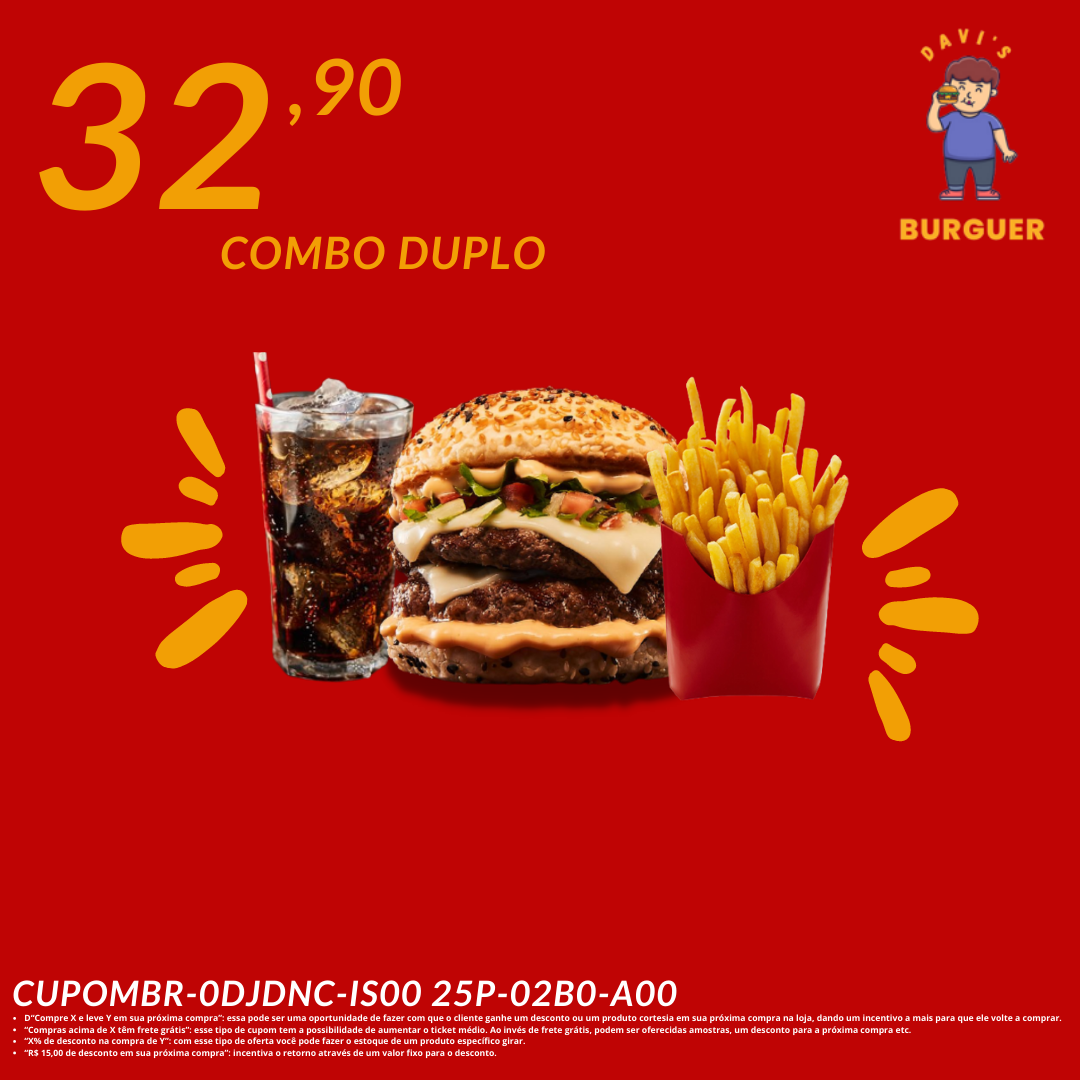 32,90
DAVI'S
BURGUER
COMBO DUPLO
CUPOMBR-0DJDNC-IS00 25P-02B0-A00
• D"Compre X e leve Y em sua próxima compra": essa pode ser uma oportunidade de fazer com que o cliente ganhe um desconto ou um produto cortesia em sua próxima compra na loja, dando um incentivo a mais para que ele volte a comprar.
• "Compras acima de X têm frete grátis": esse tipo de cupom tem a possibilidade de aumentar o ticket médio. Ao invés de frete grátis, podem ser oferecidas amostras, um desconto para a próxima compra etc.
• "X% de desconto na compra de Y": com esse tipo de oferta você pode fazer o estoque de um produto específico girar.
• "R$ 15,00 de desconto em sua próxima compra": incentiva o retorno através de um valor fixo para o desconto.